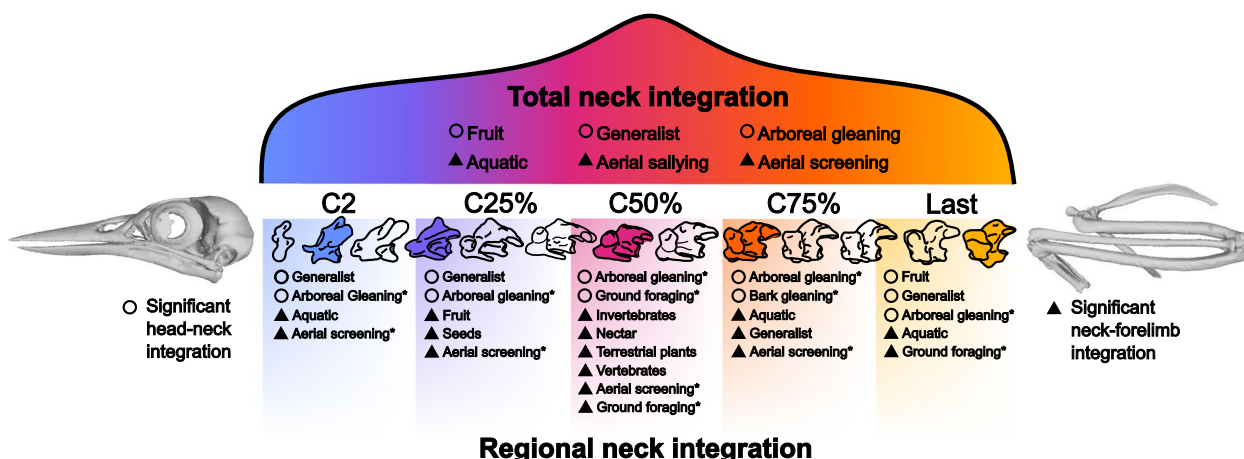 Total neck integration
○ Fruit
○ Generalist
○ Arboreal gleaning
▲ Aquatic
▲ Aerial sallying
▲ Aerial screening
C2
C25%
C50%
C75%
Last
○ Generalist
○ Arboreal Gleaning*
▲ Aquatic
▲ Aerial screening*
○ Generalist
○ Arboreal gleaning*
▲ Fruit
▲ Seeds
▲ Aerial screening*
○ Arboreal gleaning*
○ Ground foraging*
▲ Invertebrates
▲ Nectar
▲ Terrestrial plants
▲ Vertebrates
▲ Aerial screening*
▲ Ground foraging*
○ Arboreal gleaning*
○ Bark gleaning*
▲ Aquatic
▲ Generalist
▲ Aerial screening*
○ Fruit
○ Generalist
○ Arboreal gleaning*
▲ Aquatic
▲ Ground foraging*
○ Significant
head-neck
integration
▲ Significant
neck-forelimb
integration
Regional neck integration